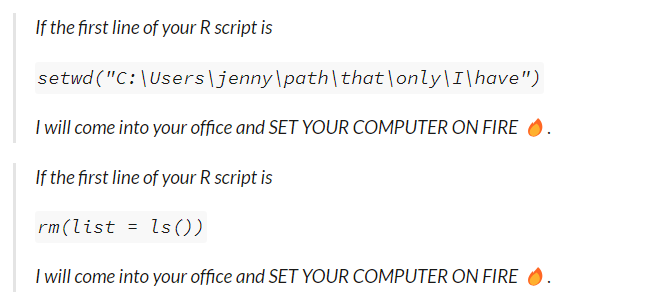 If the first line of your R script is
setwd("C:\Users\jenny\path\that\only\I\have")
I will come into your office and SET YOUR COMPUTER ON FIRE 🔥.
If the first line of your R script is
rm(list = ls())
I will come into your office and SET YOUR COMPUTER ON FIRE 🔥.